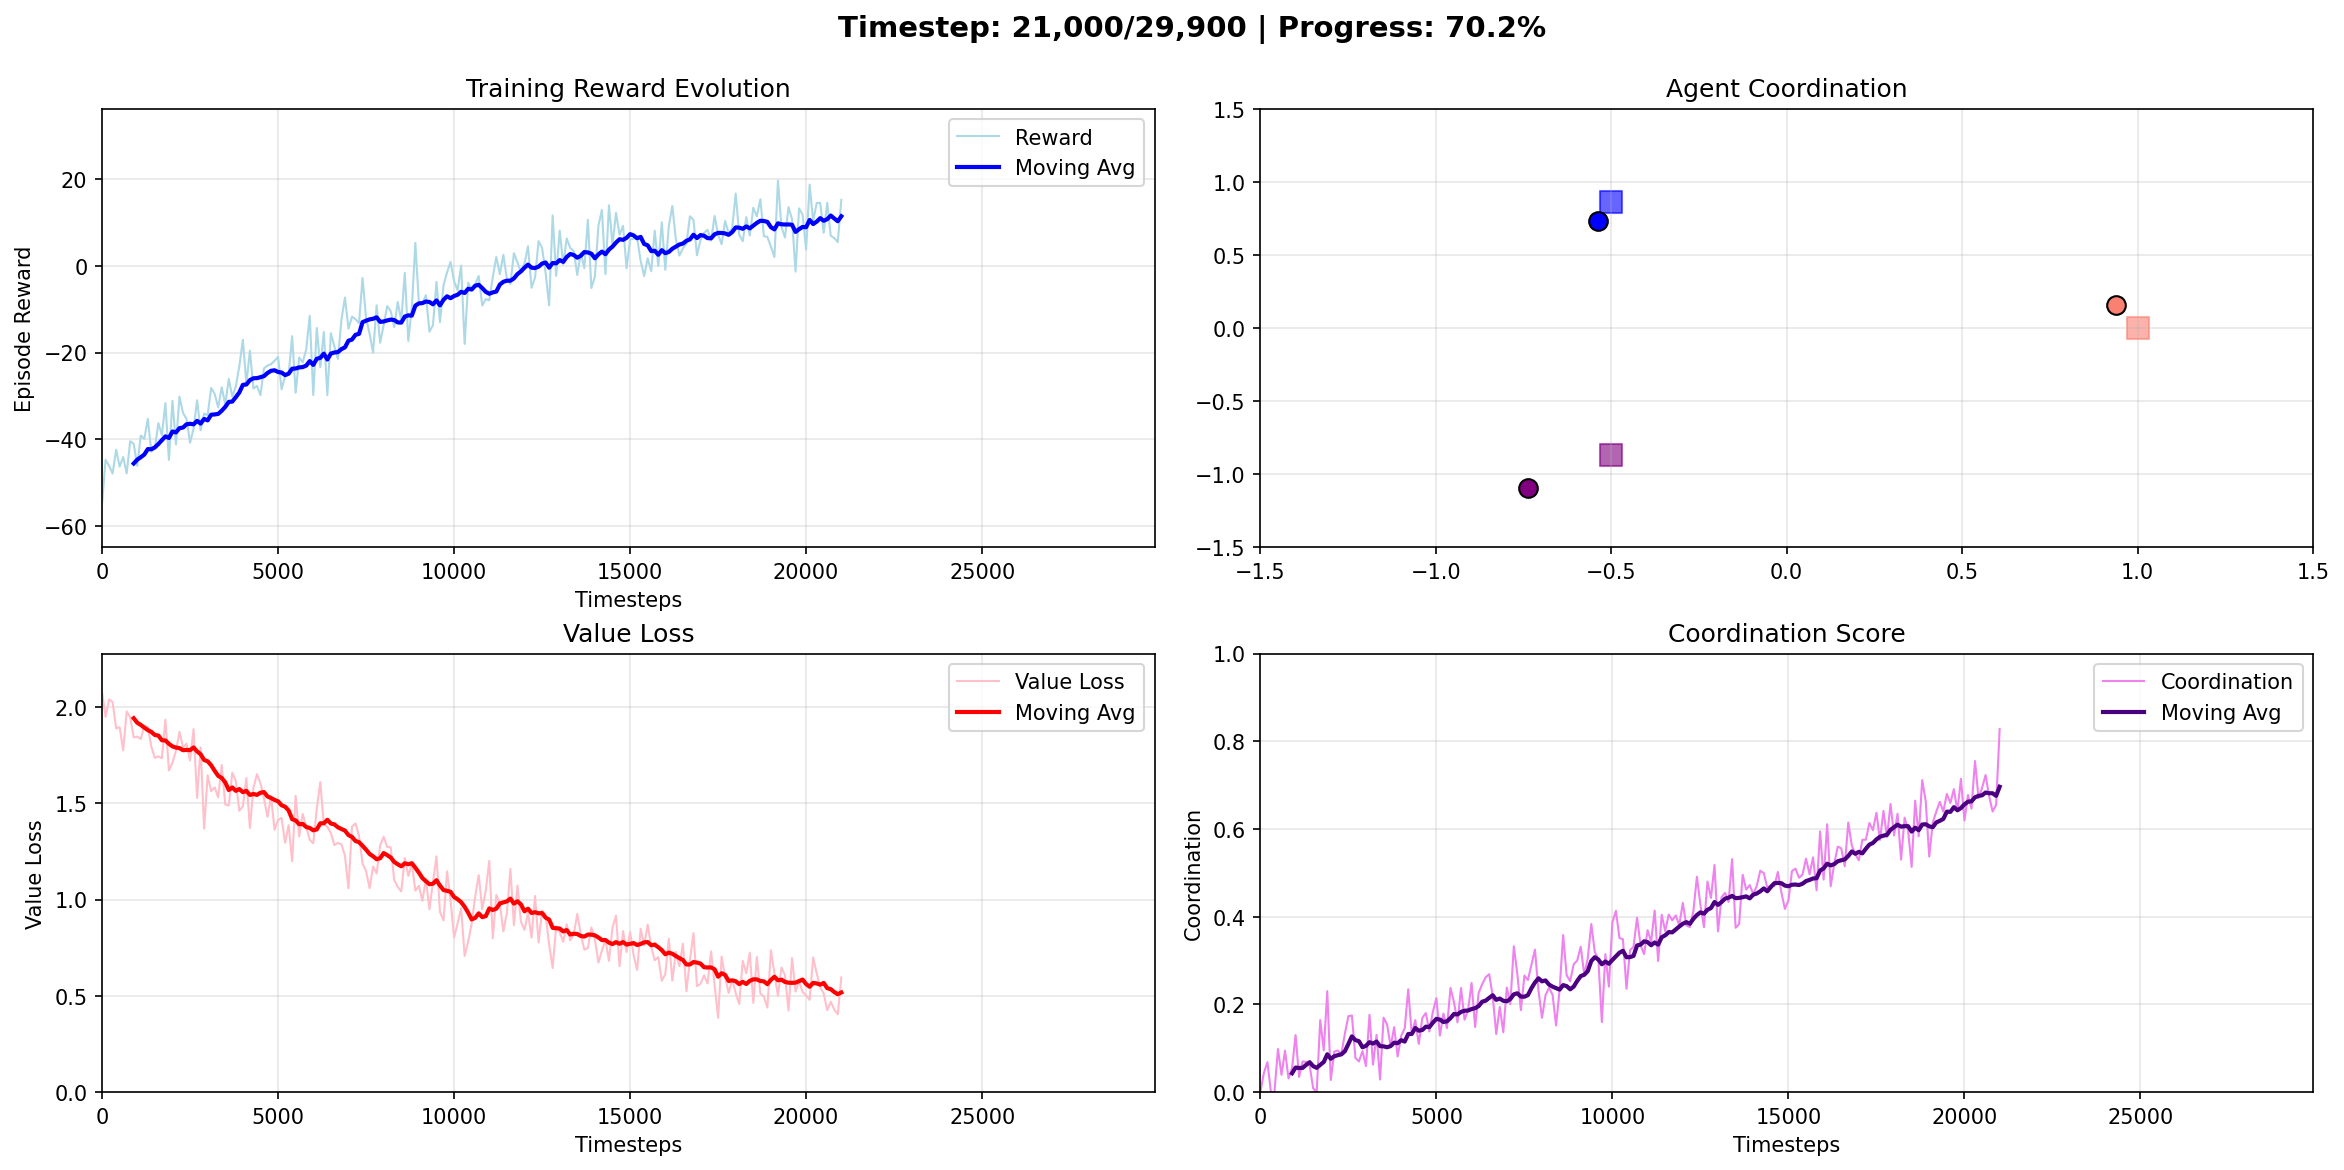 Timestep: 21,000/29,900 | Progress: 70.2%
Training Reward Evolution
Episode Reward
20
0
−20
−40
−60
Reward
Moving Avg
0 5000 10000 15000 20000 25000
Timesteps
Agent Coordination
1.5
1.0
0.5
0.0
−0.5
−1.0
−1.5
−1.5 −1.0 −0.5 0.0 0.5 1.0 1.5
Value Loss
Value Loss
2.0
1.5
1.0
0.5
0.0
Value Loss
Moving Avg
0 5000 10000 15000 20000 25000
Timesteps
Coordination Score
Coordination
1.0
0.8
0.6
0.4
0.2
0.0
Coordination
Moving Avg
0 5000 10000 15000 20000 25000
Timesteps